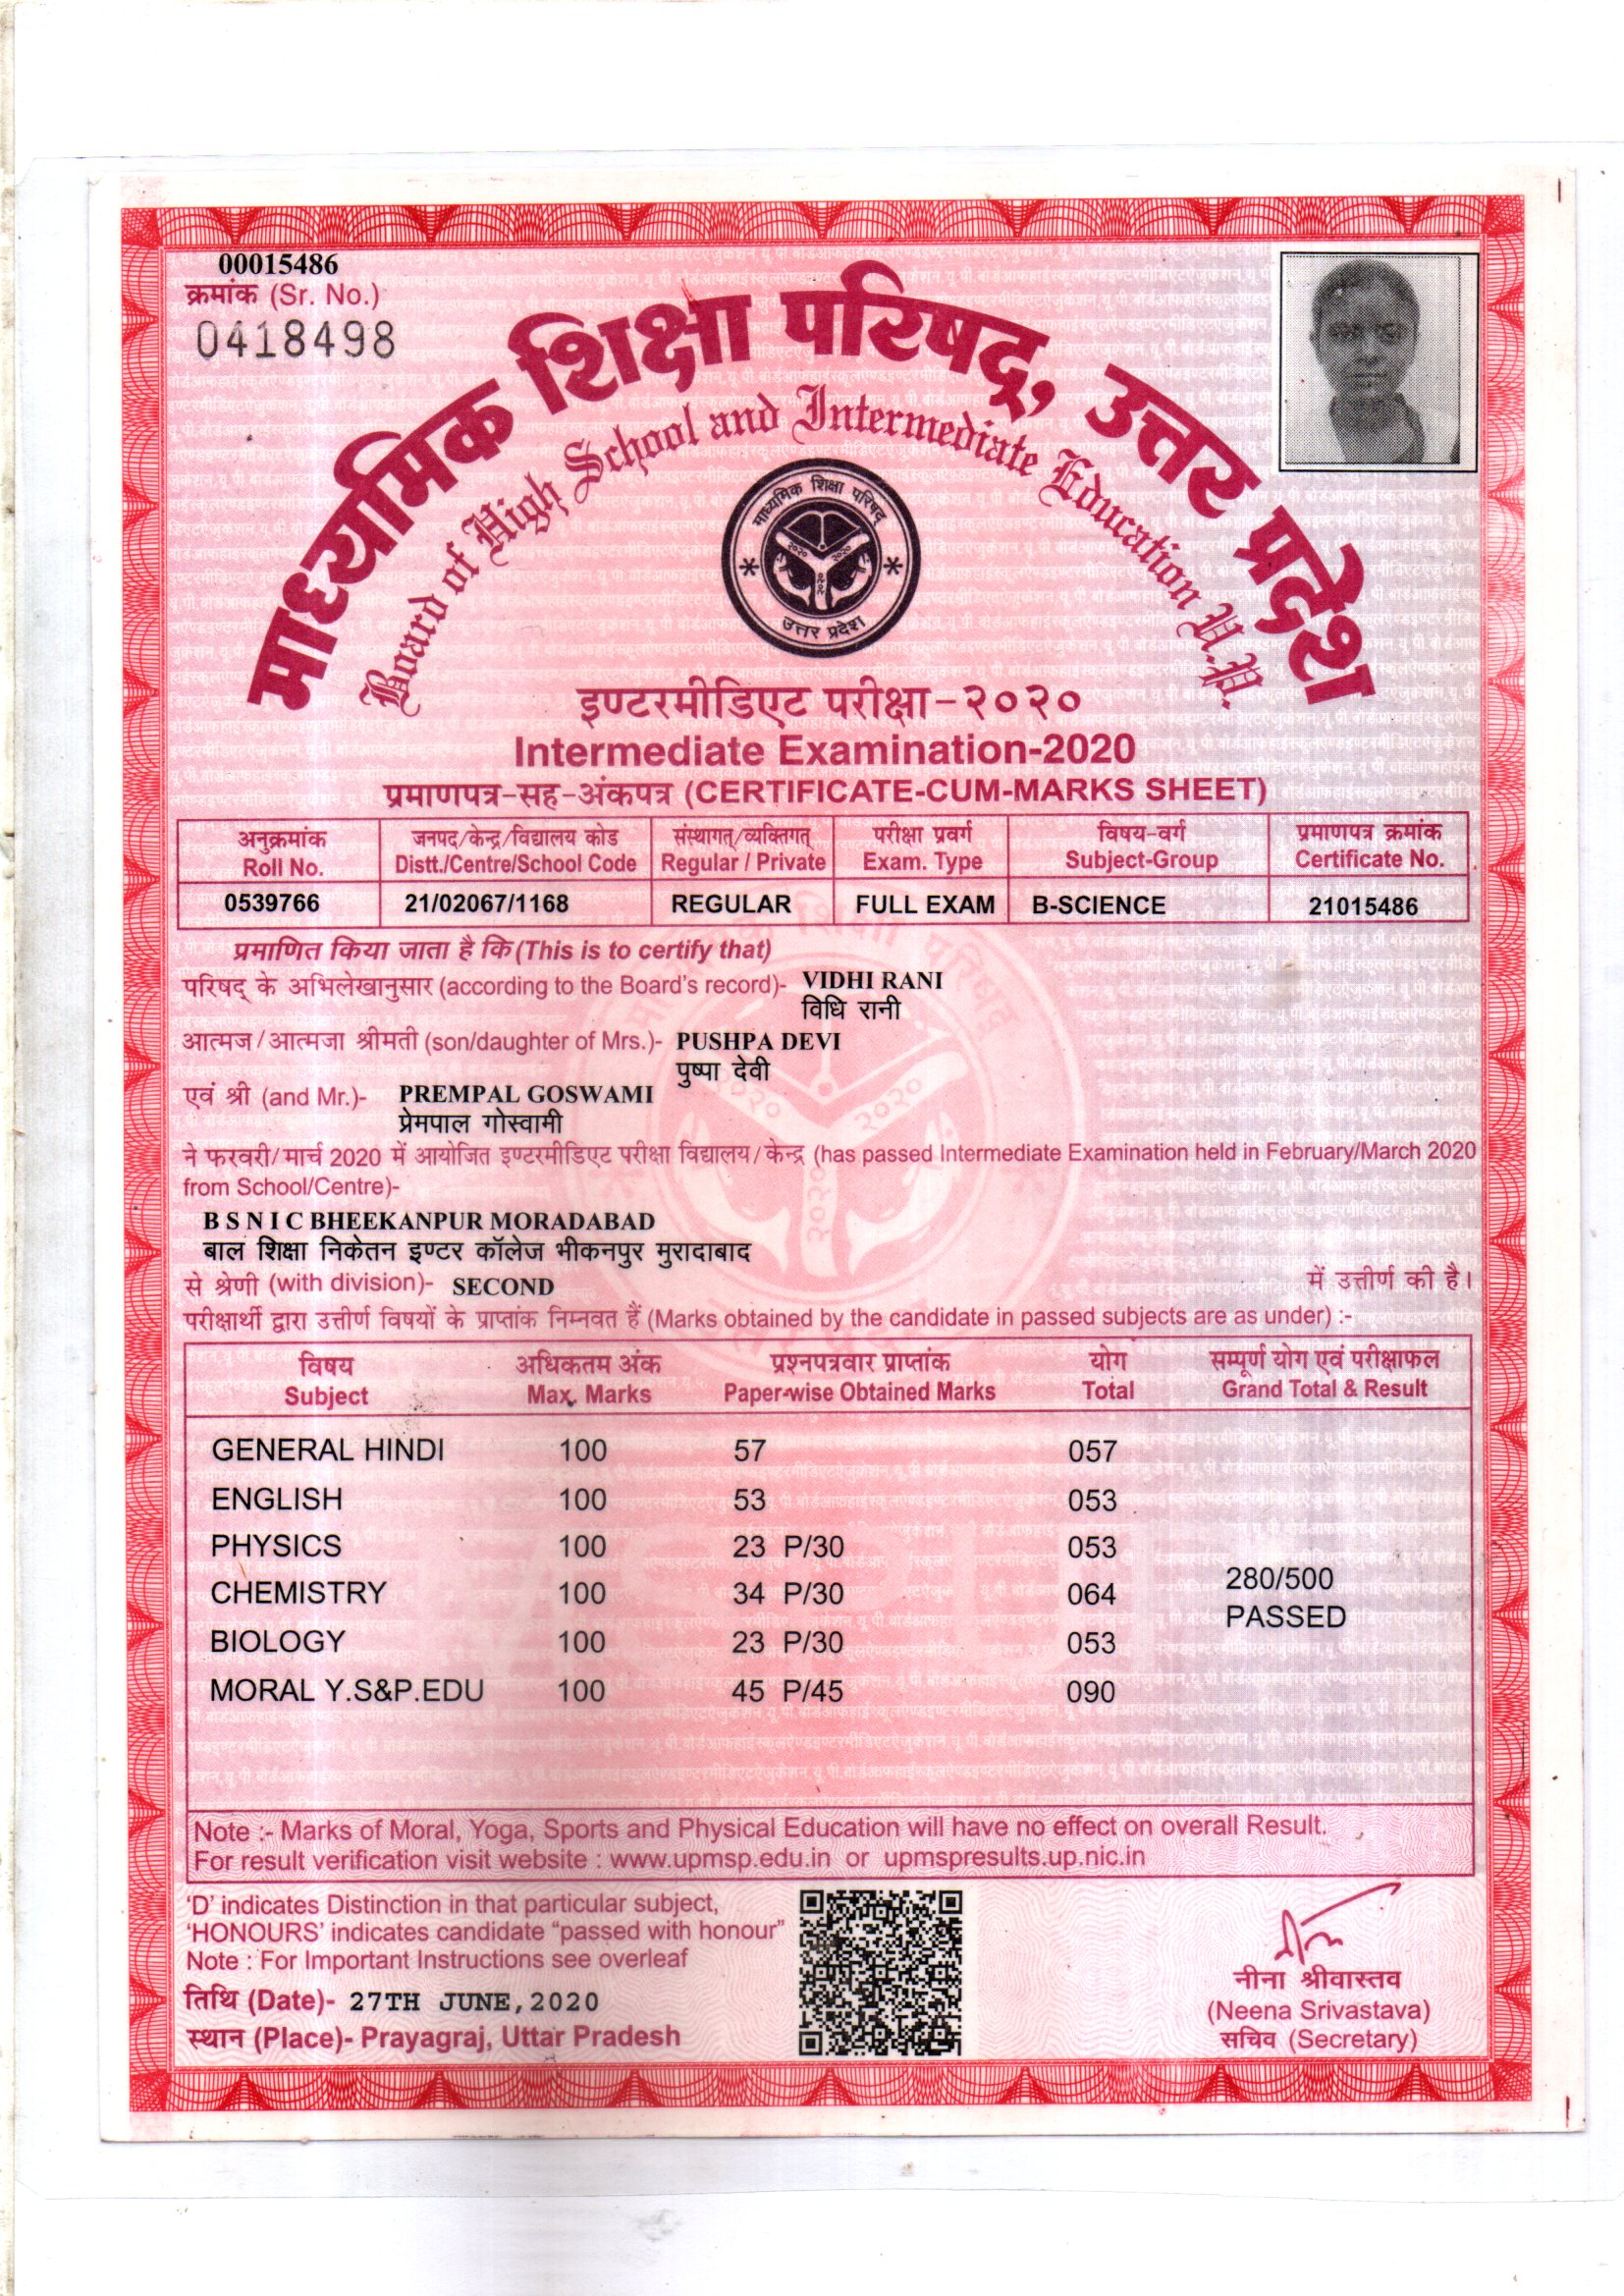 00015486
क्रमांक (Sr. No.)
0418498
माध्यमिक शिक्षा परिषद्, उत्तर प्रदेश
Board of High School and Intermediate Education U.P.
माध्यमिक शिक्षा परिषद्
२०२० २०२०
२०२०
उत्तर प्रदेश
इण्टरमीडिएट परीक्षा-२०२०
Intermediate Examination-2020
प्रमाणपत्र-सह-अंकपत्र (CERTIFICATE-CUM-MARKS SHEET)
अनुक्रमांक जनपद/केन्द्र/विद्यालय कोड संस्थागत्/व्यक्तिगत् परीक्षा प्रवर्ग विषय-वर्ग प्रमाणपत्र क्रमांक
Roll No. Distt./Centre/School Code Regular / Private Exam. Type Subject-Group Certificate No.
0539766 21/02067/1168 REGULAR FULL EXAM B-SCIENCE 21015486
प्रमाणित किया जाता है कि (This is to certify that)
परिषद् के अभिलेखानुसार (according to the Board's record)- VIDHI RANI
विधि रानी
आत्मज/आत्मजा श्रीमती (son/daughter of Mrs.)- PUSHPA DEVI
पुष्पा देवी
एवं श्री (and Mr.)- PREMPAL GOSWAMI
प्रेमपाल गोस्वामी
ने फरवरी/मार्च 2020 में आयोजित इण्टरमीडिएट परीक्षा विद्यालय/केन्द्र (has passed Intermediate Examination held in February/March 2020
from School/Centre)-
B S N I C BHEEKANPUR MORADABAD
बाल शिक्षा निकेतन इण्टर कॉलेज भीकनपुर मुरादाबाद
से श्रेणी (with division)- SECOND में उत्तीर्ण की है।
परीक्षार्थी द्वारा उत्तीर्ण विषयों के प्राप्तांक निम्नवत हैं (Marks obtained by the candidate in passed subjects are as under) :-
विषय अधिकतम अंक प्रश्नपत्रवार प्राप्तांक योग सम्पूर्ण योग एवं परीक्षाफल
Subject Max. Marks Paper-wise Obtained Marks Total Grand Total & Result
GENERAL HINDI 100 57 057
ENGLISH 100 53 053
PHYSICS 100 23 P/30 053
CHEMISTRY 100 34 P/30 064 280/500
PASSED
BIOLOGY 100 23 P/30 053
MORAL Y.S&P.EDU 100 45 P/45 090
Note :- Marks of Moral, Yoga, Sports and Physical Education will have no effect on overall Result.
For result verification visit website : www.upmsp.edu.in or upmspresults.up.nic.in
'D' indicates Distinction in that particular subject,
'HONOURS' indicates candidate "passed with honour"
Note : For Important Instructions see overleaf
तिथि (Date)- 27TH JUNE, 2020
स्थान (Place)- Prayagraj, Uttar Pradesh
नीना श्रीवास्तव
(Neena Srivastava)
सचिव (Secretary)